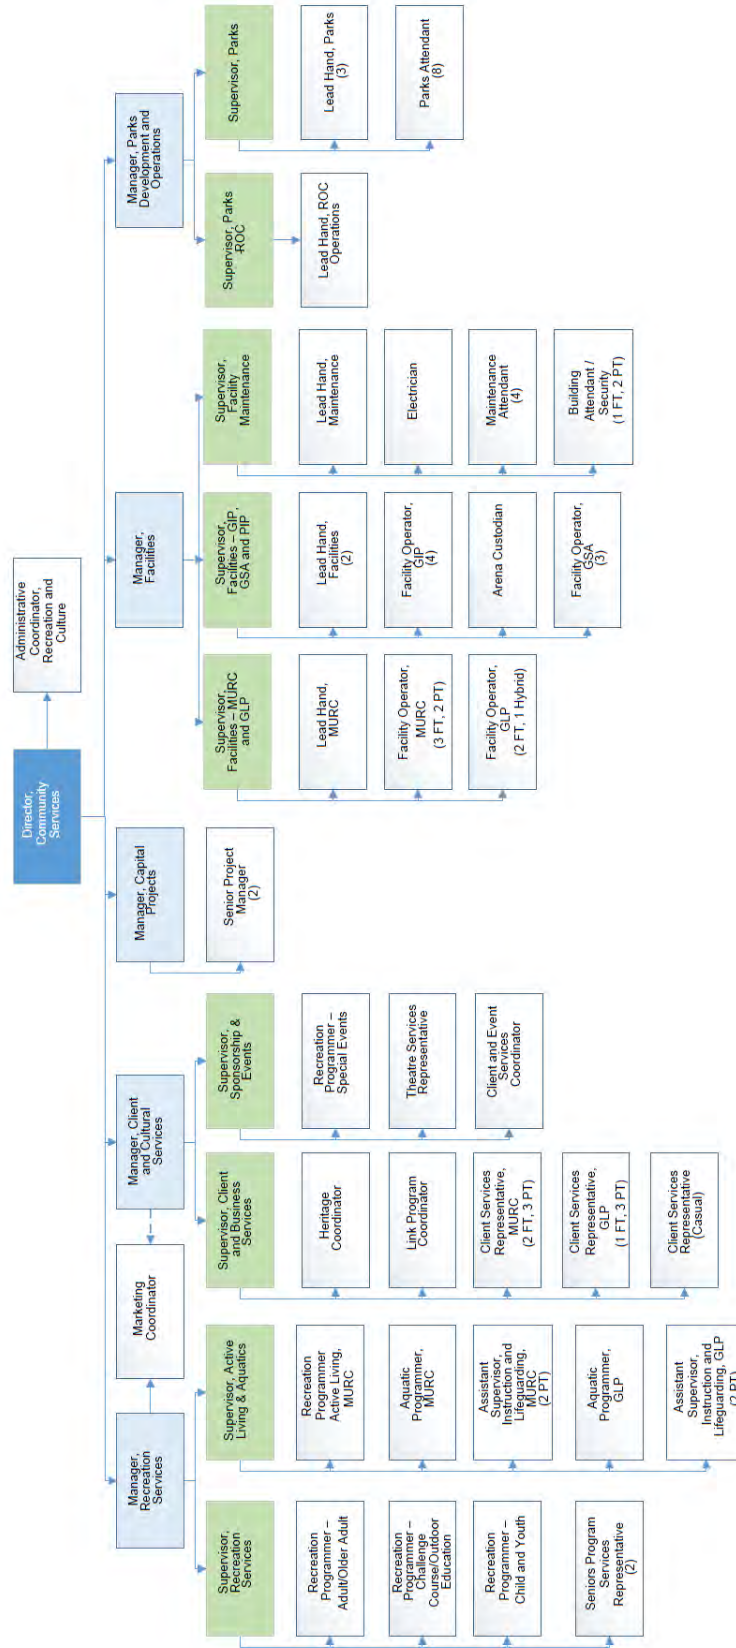 Director,
Community
Services
Administrative
Coordinator,
Recreation and
Culture
Manager,
Recreation
Services
Marketing
Coordinator
Manager, Client
and Cultural
Services
Manager, Capital
Projects
Manager,
Facilities
Manager, Parks
Development and
Operations
Supervisor,
Recreation
Services
Supervisor, Active
Living & Aquatics
Supervisor, Client
and Business
Services
Supervisor,
Sponsorship &
Events
Senior Project
Manager
(2)
Supervisor,
Facilities – MURC
and GLP
Supervisor,
Facilities – GIP,
GSA and PIP
Supervisor,
Facility
Maintenance
Supervisor, Parks
-ROC
Supervisor, Parks
Recreation
Programmer –
Adult/Older Adult
Recreation
Programmer
Active Living,
MURC
Heritage
Coordinator
Recreation
Programmer –
Special Events
Lead Hand,
MURC
Lead Hand,
Facilities
(2)
Lead Hand,
Maintenance
Lead Hand, ROC
Operations
Lead Hand, Parks
(3)
Recreation
Programmer –
Challenge
Course/Outdoor
Education
Aquatic
Programmer,
MURC
Link Program
Coordinator
Theatre Services
Representative
Facility Operator,
MURC
(3 FT, 2 PT)
Facility Operator,
GIP
(4)
Electrician
Parks Attendant
(8)
Recreation
Programmer –
Child and Youth
Assistant
Supervisor,
Instruction and
Lifeguarding,
MURC
(2 PT)
Client Services
Representative,
MURC
(2 FT, 3 PT)
Client and Event
Services
Coordinator
Facility Operator,
GLP
(2 FT, 1 Hybrid)
Arena Custodian
Maintenance
Attendant
(4)
Seniors Program
Services
Representative
(2)
Aquatic
Programmer,
GLP
Client Services
Representative,
GLP
(1 FT, 3 PT)
Facility Operator,
GSA
(3)
Building
Attendant /
Security
(1 FT, 2 PT)
Assistant
Supervisor,
Instruction and
Lifeguarding, GLP
(2 PT)
Client Services
Representative
(Casual)